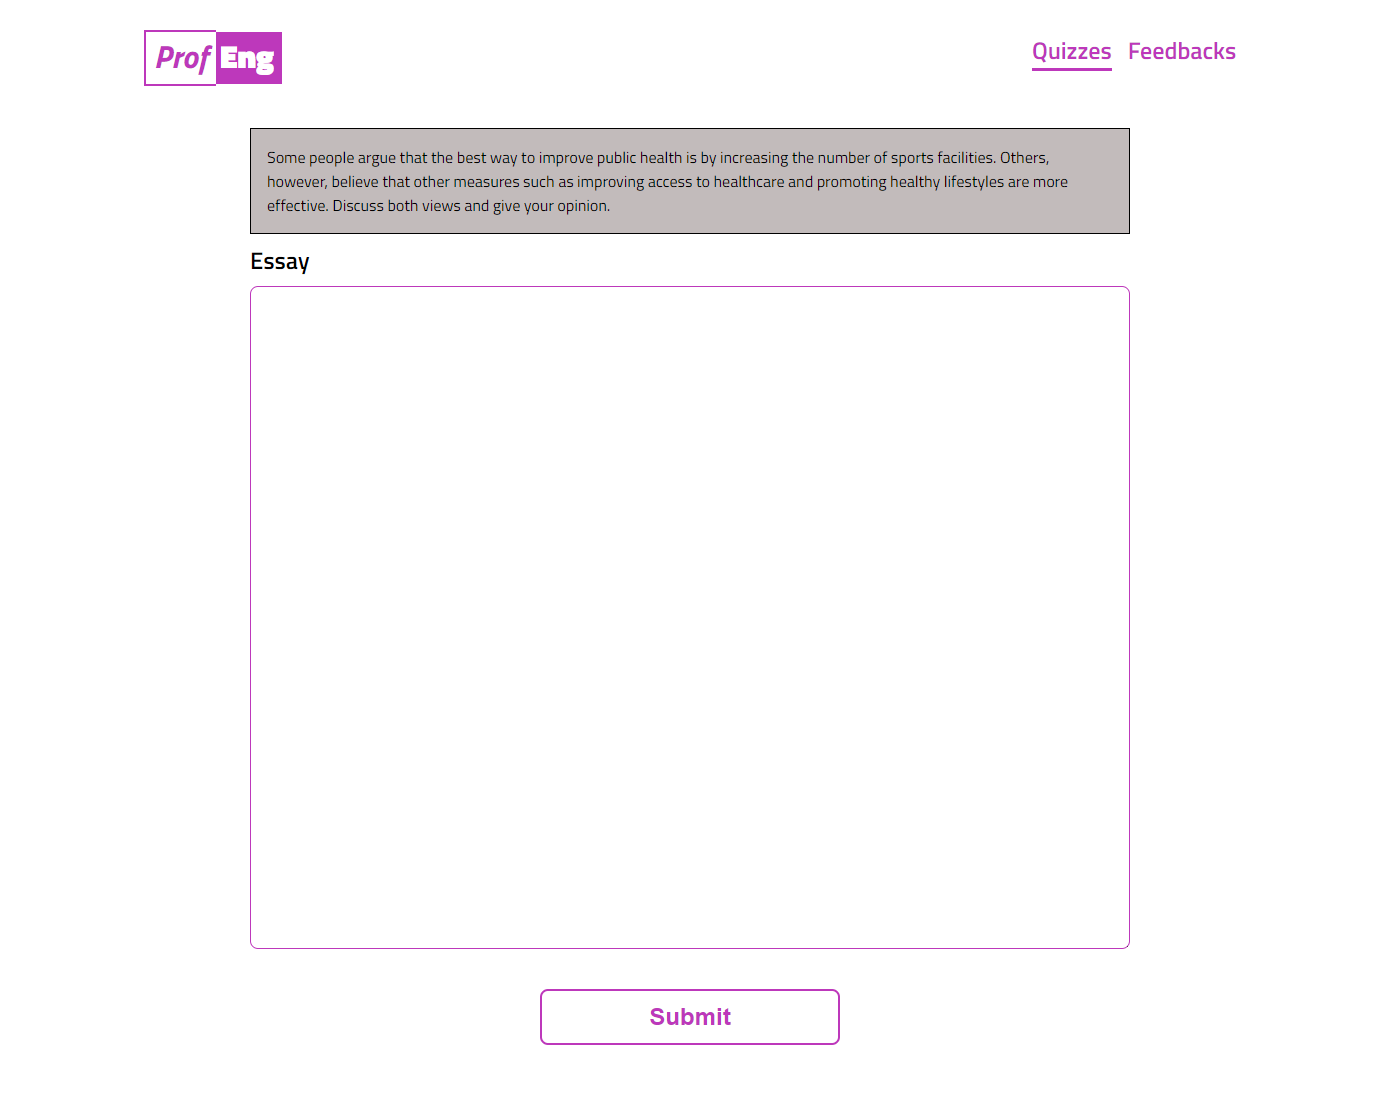 Prof Eng
Quizzes Feedbacks
Some people argue that the best way to improve public health is by increasing the number of sports facilities. Others,
however, believe that other measures such as improving access to healthcare and promoting healthy lifestyles are more
effective. Discuss both views and give your opinion.
Essay
Submit